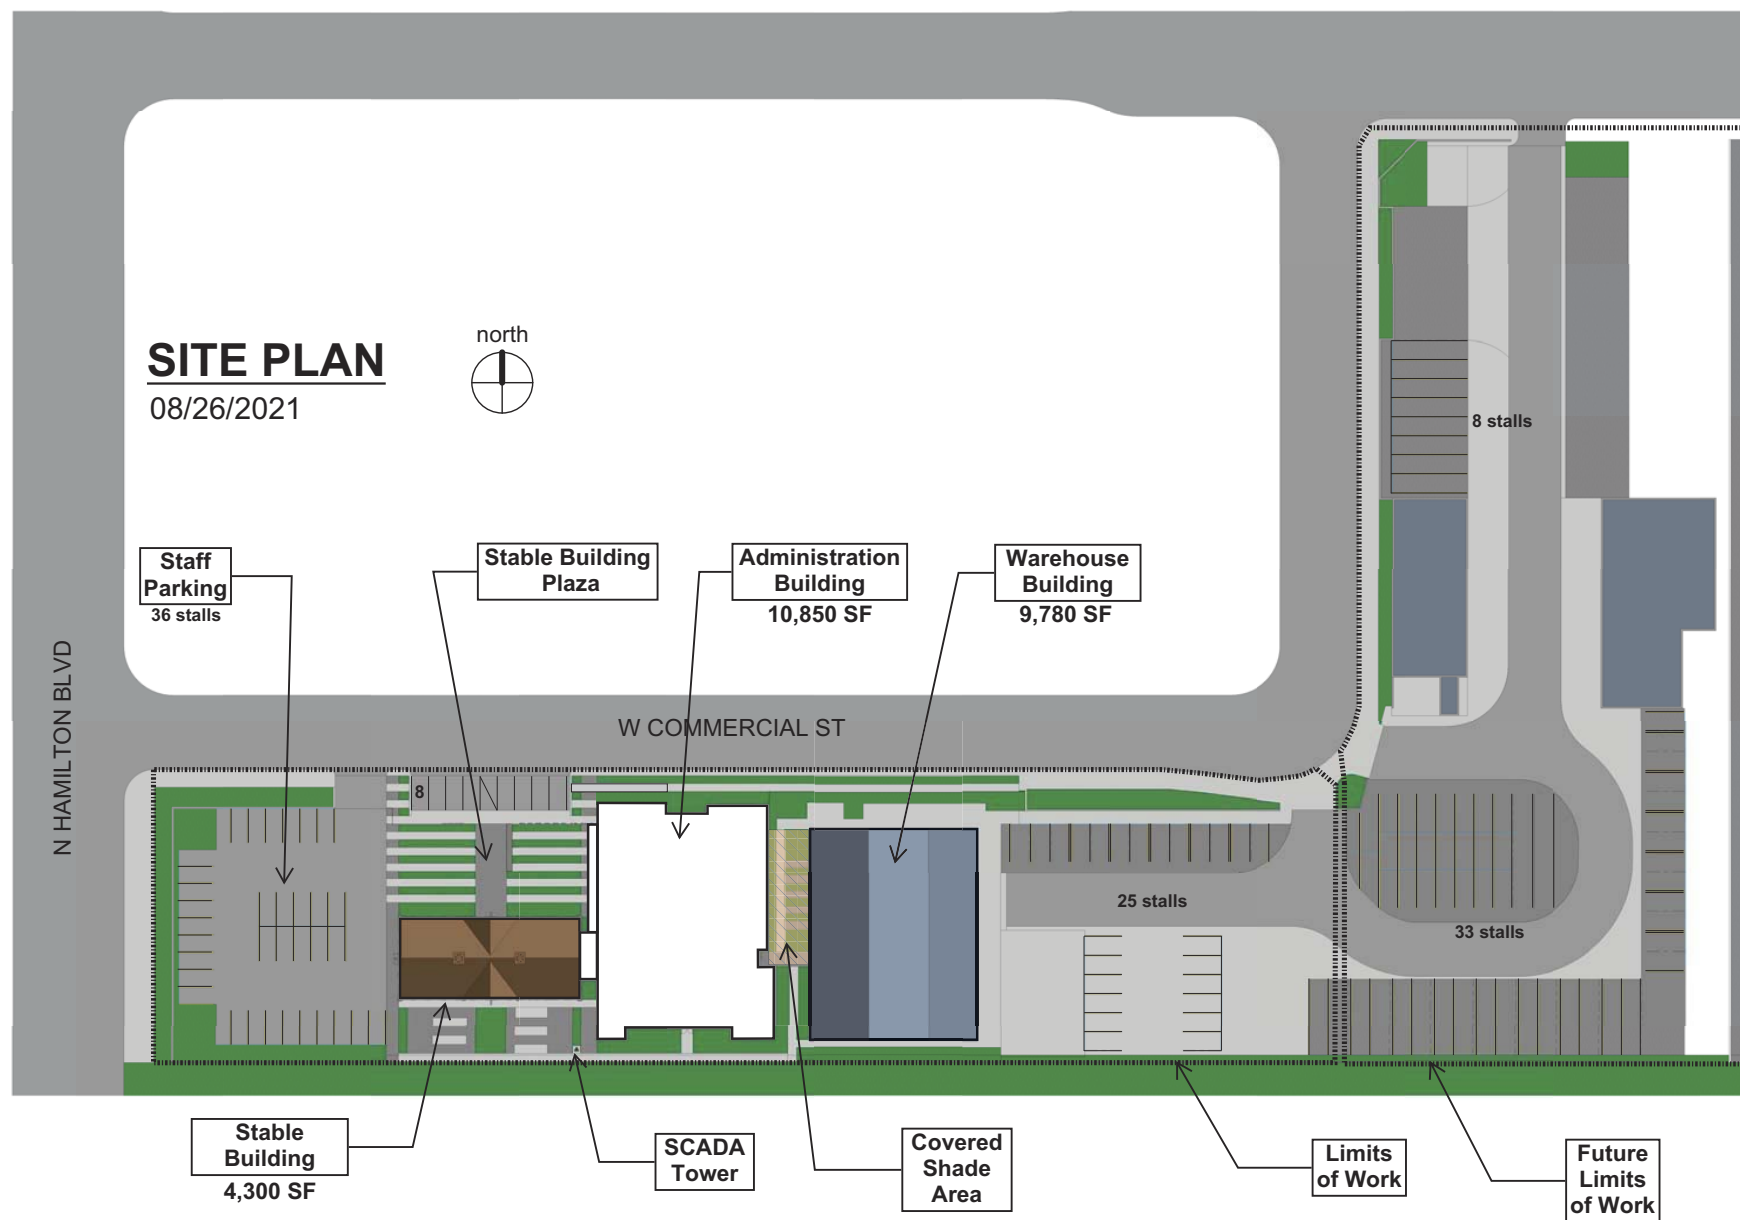 SITE PLAN
08/26/2021
north
8 stalls
Staff
Parking
36 stalls
Stable Building
Plaza
Administration
Building
10,850 SF
Warehouse
Building
9,780 SF
N HAMILTON BLVD
W COMMERCIAL ST
8
25 stalls
33 stalls
Stable
Building
4,300 SF
SCADA
Tower
Covered
Shade
Area
Limits
of Work
Future
Limits
of Work